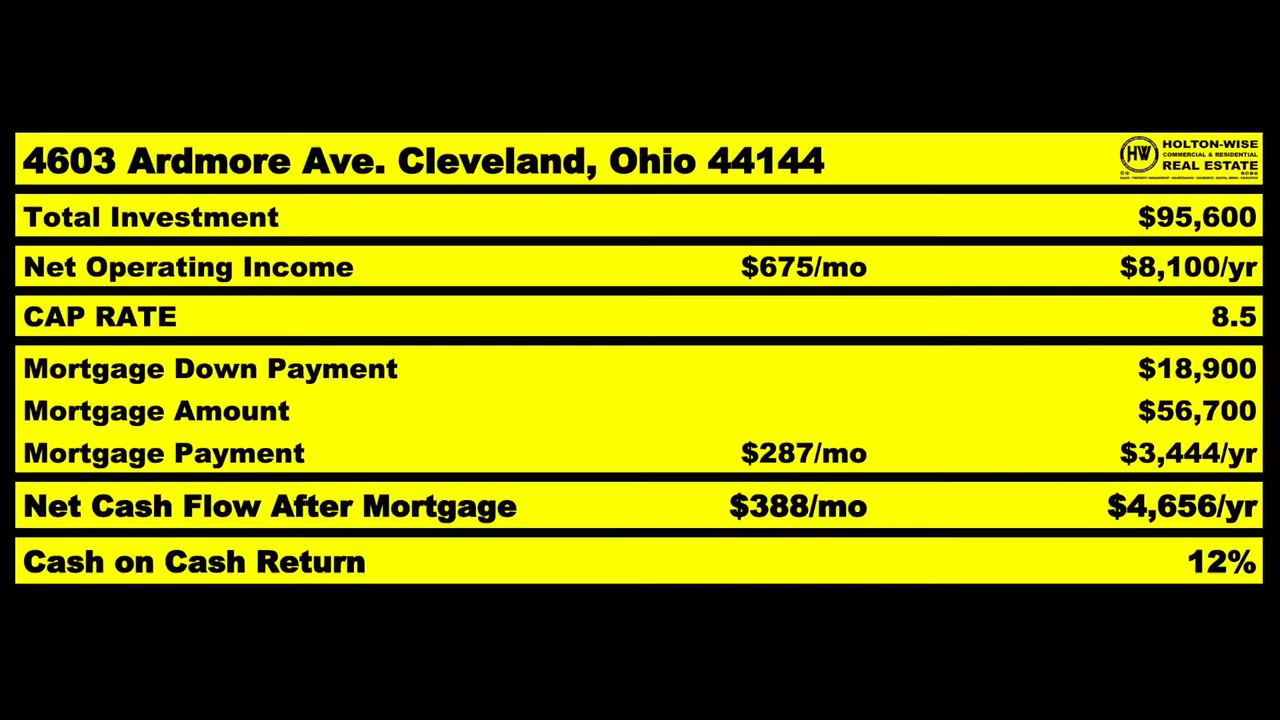 4603 Ardmore Ave. Cleveland, Ohio 44144
HW HOLTON-WISE
COMMERCIAL & RESIDENTIAL
REAL ESTATE
Total Investment $95,600
Net Operating Income $675/mo $8,100/yr
CAP RATE 8.5
Mortgage Down Payment $18,900
Mortgage Amount $56,700
Mortgage Payment $287/mo $3,444/yr
Net Cash Flow After Mortgage $388/mo $4,656/yr
Cash on Cash Return 12%